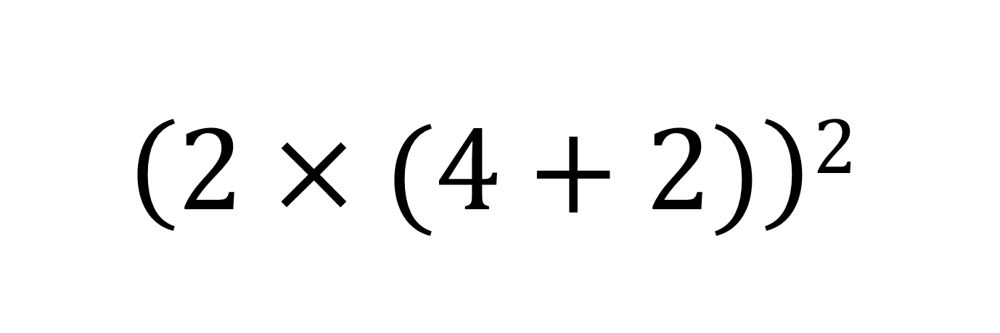 (2 × (4 + 2))²